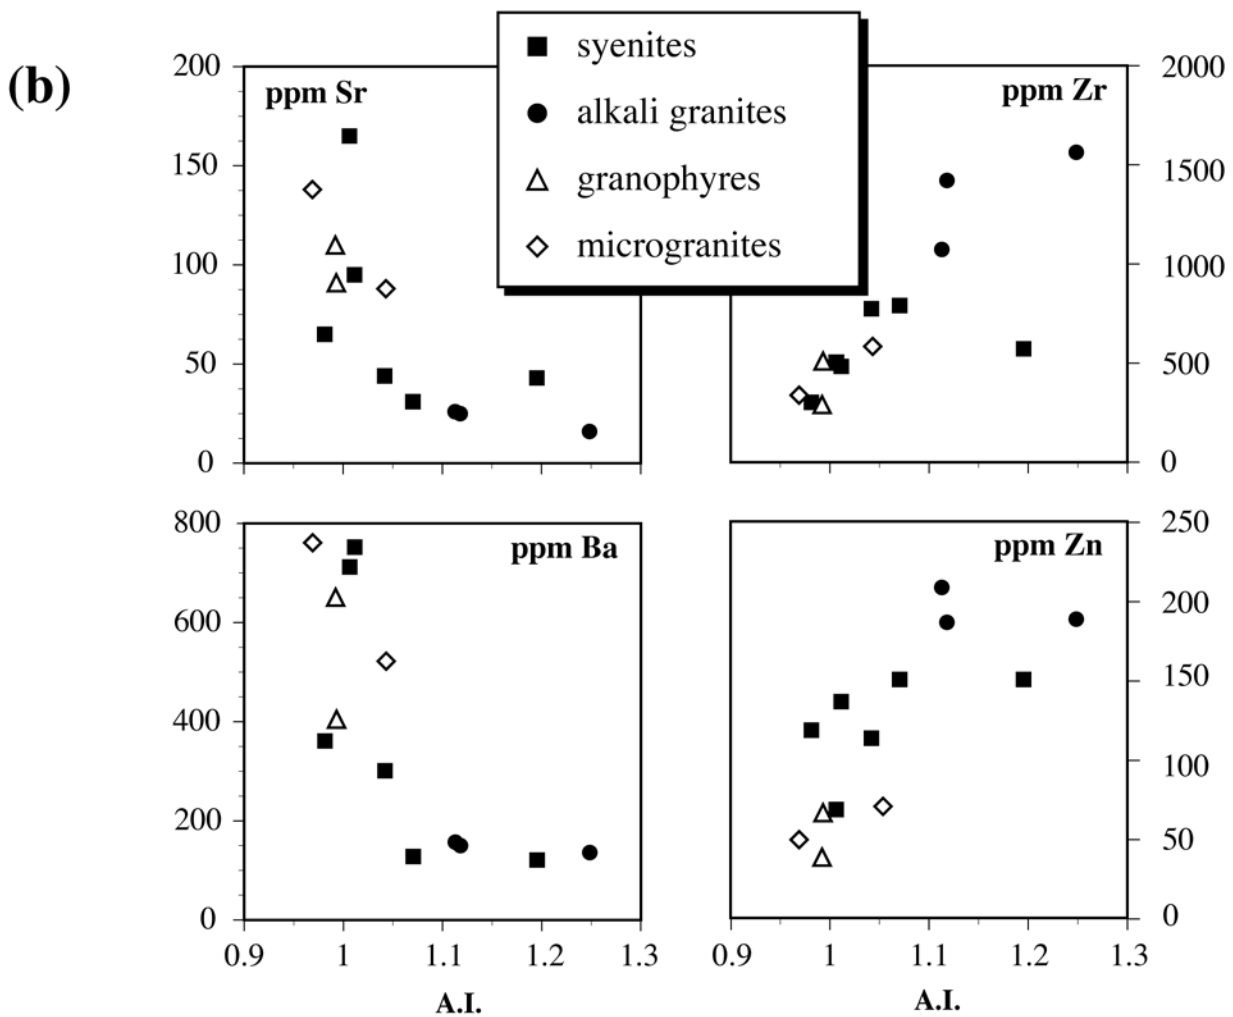 (b)
syenites
alkali granites
granophyres
microgranites
200
150
100
50
0
ppm Sr
2000
1500
1000
500
0
ppm Zr
800
600
400
200
0
ppm Ba
0.9 1 1.1 1.2 1.3
A.I.
250
200
150
100
50
0
ppm Zn
0.9 1 1.1 1.2 1.3
A.I.